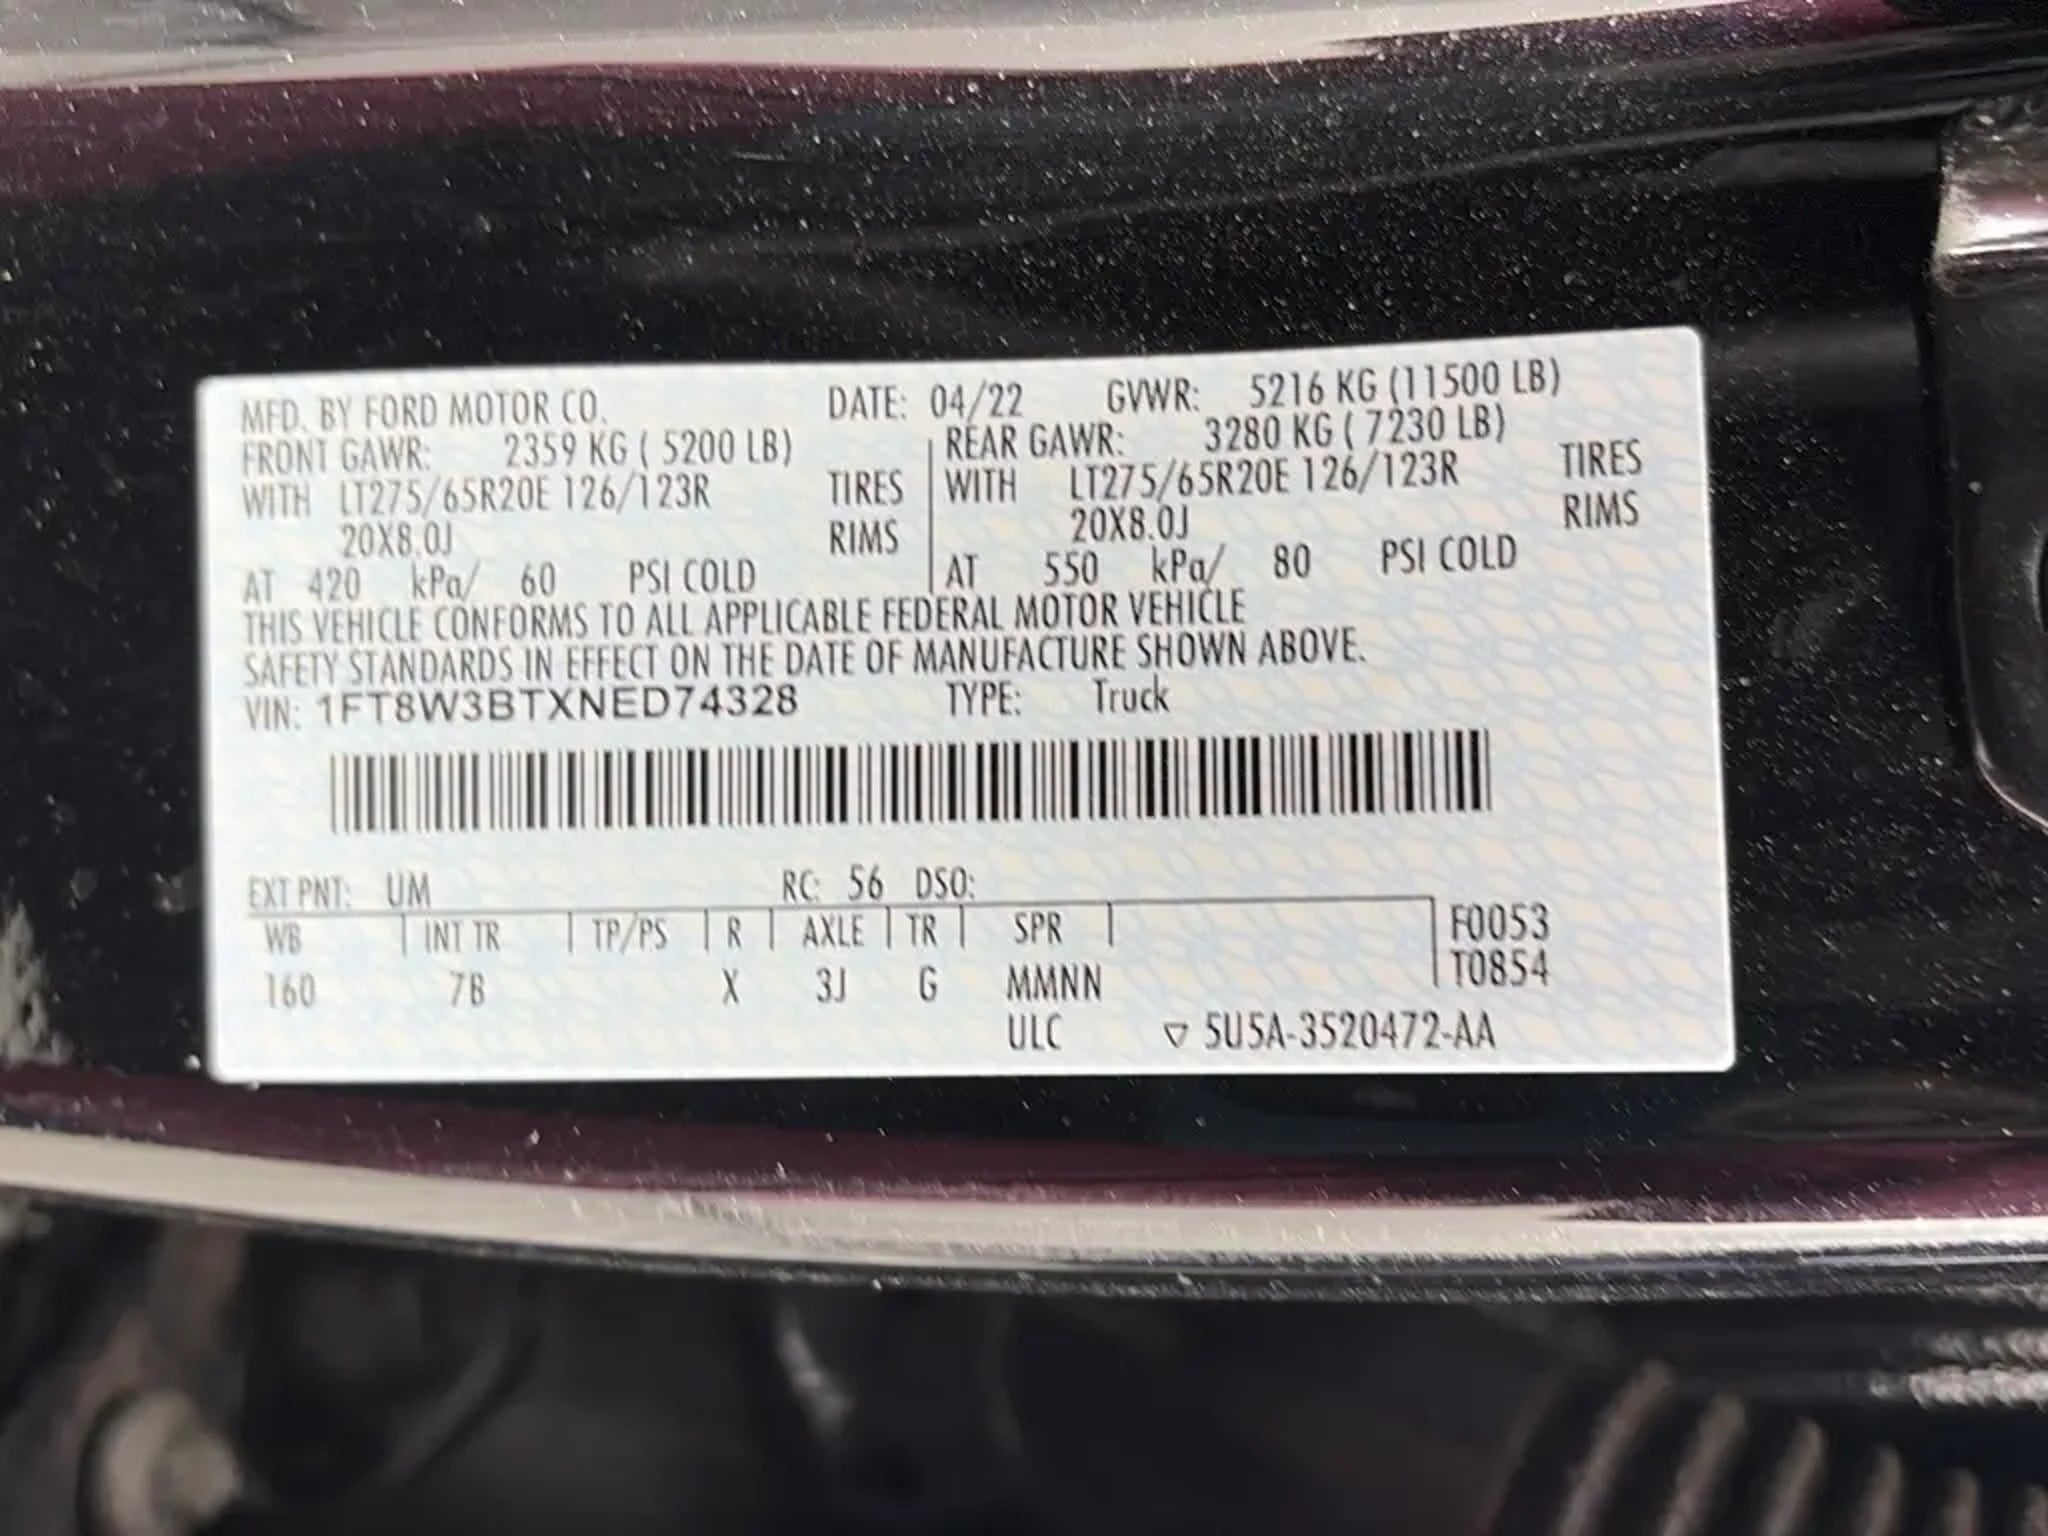 MFD. BY FORD MOTOR CO. DATE: 04/22 GVWR: 5216 KG (11500 LB)
FRONT GAWR: 2359 KG ( 5200 LB) REAR GAWR: 3280 KG ( 7230 LB)
WITH LT275/65R20E 126/123R TIRES WITH LT275/65R20E 126/123R TIRES
20X8.0J RIMS 20X8.0J RIMS
AT 420 kPa/ 60 PSI COLD AT 550 kPa/ 80 PSI COLD
THIS VEHICLE CONFORMS TO ALL APPLICABLE FEDERAL MOTOR VEHICLE
SAFETY STANDARDS IN EFFECT ON THE DATE OF MANUFACTURE SHOWN ABOVE.
VIN: 1FT8W3BTXNED74328 TYPE: Truck
EXT PNT: UM RC: 56 DSO:
WB INT TR TP/PS R AXLE TR SPR F0053
160 7B X 3J G MMNN T0854
ULC ▽ 5U5A-3520472-AA